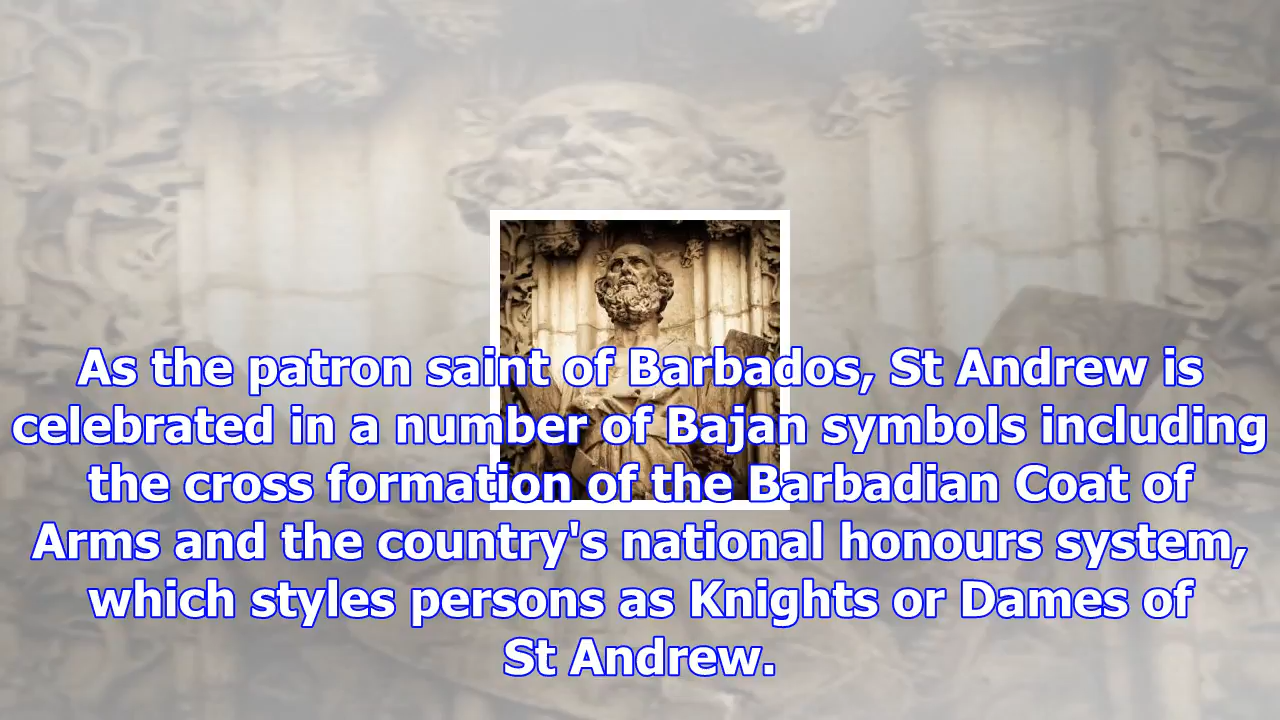 As the patron saint of Barbados, St Andrew is
celebrated in a number of Bajan symbols including
the cross formation of the Barbadian Coat of
Arms and the country's national honours system,
which styles persons as Knights or Dames of
St Andrew.